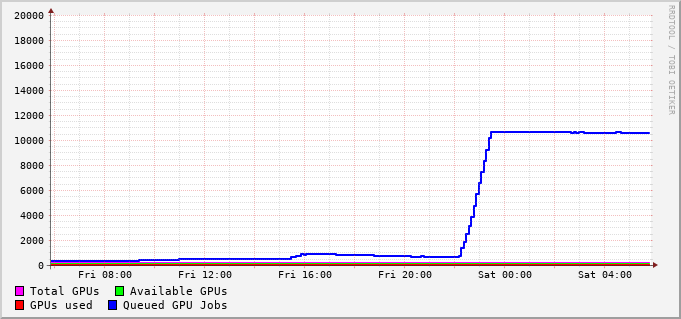 20000
18000
16000
14000
12000
10000
8000
6000
4000
2000
0
Fri 08:00 Fri 12:00 Fri 16:00 Fri 20:00 Sat 00:00 Sat 04:00
Total GPUs Available GPUs
GPUs used Queued GPU Jobs
RRDTOOL / TOBI OETIKER